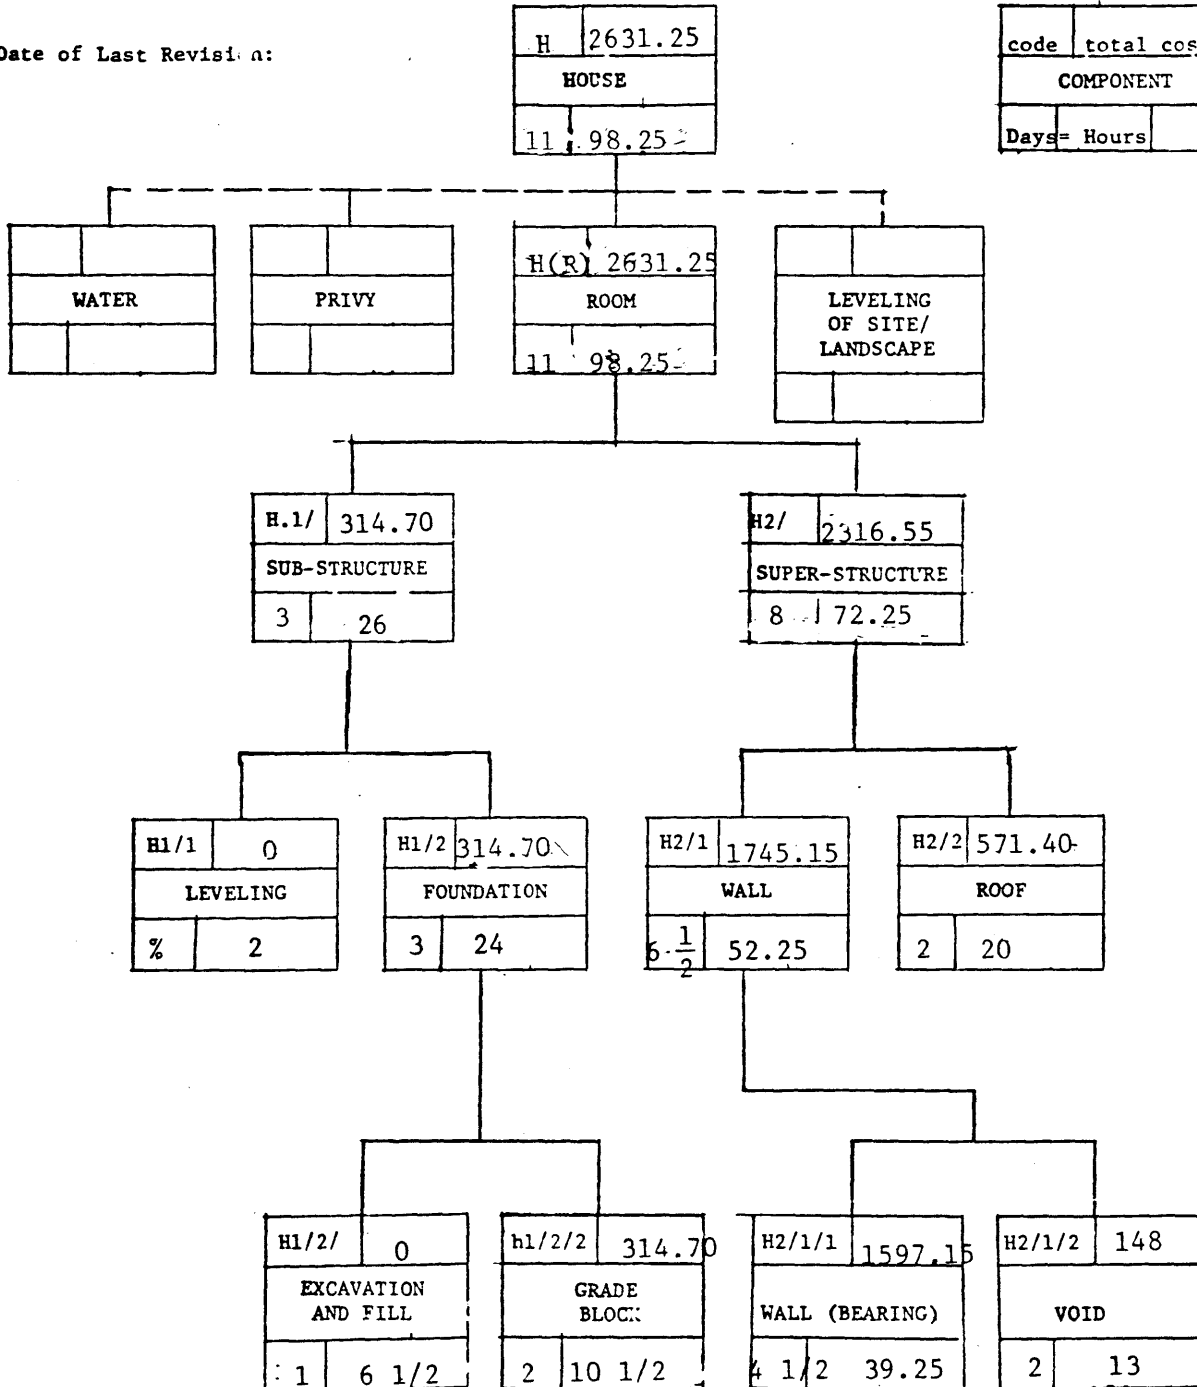 H 2631.25
code total cos
Date of Last Revision:
HOUSE
COMPONENT
11 98.25
Days= Hours
H(R) 2631.25
WATER
PRIVY
ROOM
LEVELING
OF SITE/
LANDSCAPE
11 98.25
H.1/ 314.70
H2/ 2316.55
SUB-STRUCTURE
SUPER-STRUCTURE
3 26
8 72.25
H1/1 0
H1/2 314.70
H2/1 1745.15
H2/2 571.40
LEVELING
FOUNDATION
WALL
ROOF
% 2
3 24
6 1/2 52.25
2 20
H1/2/ 0
h1/2/2 314.70
H2/1/1 1597.15
H2/1/2 148
EXCAVATION
AND FILL
GRADE
BLOCK
WALL (BEARING)
VOID
1 6 1/2
2 10 1/2
4 1/2 39.25
2 13